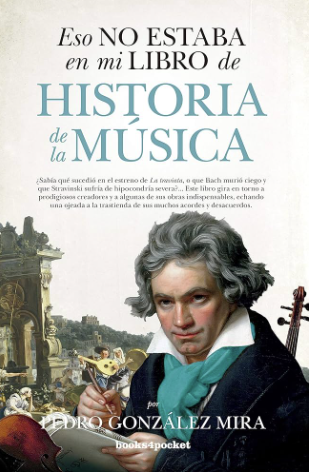 Eso NO ESTABA
en mi LIBRO de
HISTORIA
de la MÚSICA
¿Sabía qué sucedió en el estreno de La traviata, o que Bach murió ciego y
que Stravinski sufría de hipocondría severa?... Este libro gira en torno a
prodigiosos creadores y a algunas de sus obras indispensables, echando
una ojeada a la trastienda de sus muchos acordes y desacuerdos.
por
PEDRO GONZÁLEZ MIRA
books4pocket